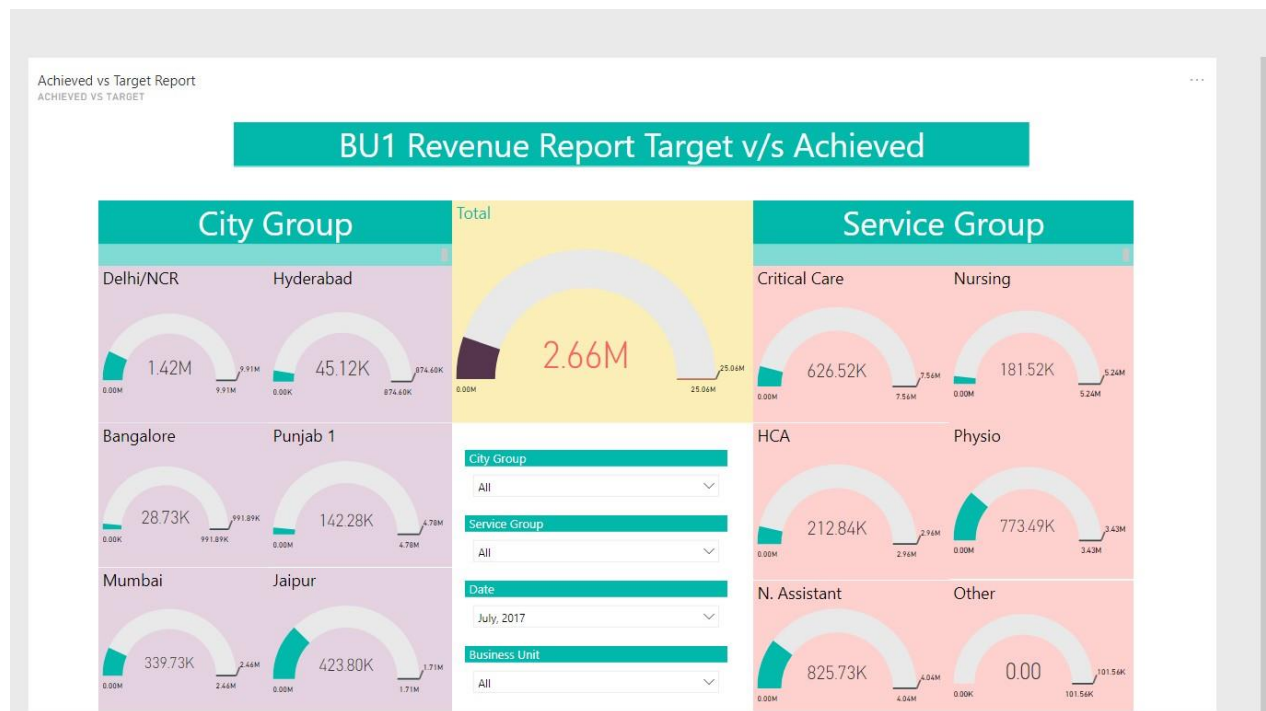 Achieved vs Target Report
ACHIEVED VS TARGET
...
BU1 Revenue Report Target v/s Achieved
City Group
Total
Service Group
Delhi/NCR
Hyderabad
1.42M
9.91M
0.00M
9.91M
45.12K
874.60K
0.00K
874.60K
2.66M
25.06M
0.00M
25.06M
Critical Care
Nursing
626.52K
7.56M
0.00M
7.56M
181.52K
5.24M
0.00M
5.24M
Bangalore
Punjab 1
28.73K
991.89K
0.00K
991.89K
142.28K
4.78M
0.00M
4.78M
City Group
All
Service Group
All
Date
July, 2017
Business Unit
All
HCA
Physio
212.84K
2.96M
0.00M
2.96M
773.49K
3.43M
0.00M
3.43M
Mumbai
Jaipur
339.73K
2.46M
0.00M
2.46M
423.80K
1.71M
0.00M
1.71M
N. Assistant
Other
825.73K
4.04M
0.00M
4.04M
0.00
101.56K
0.00K
101.56K